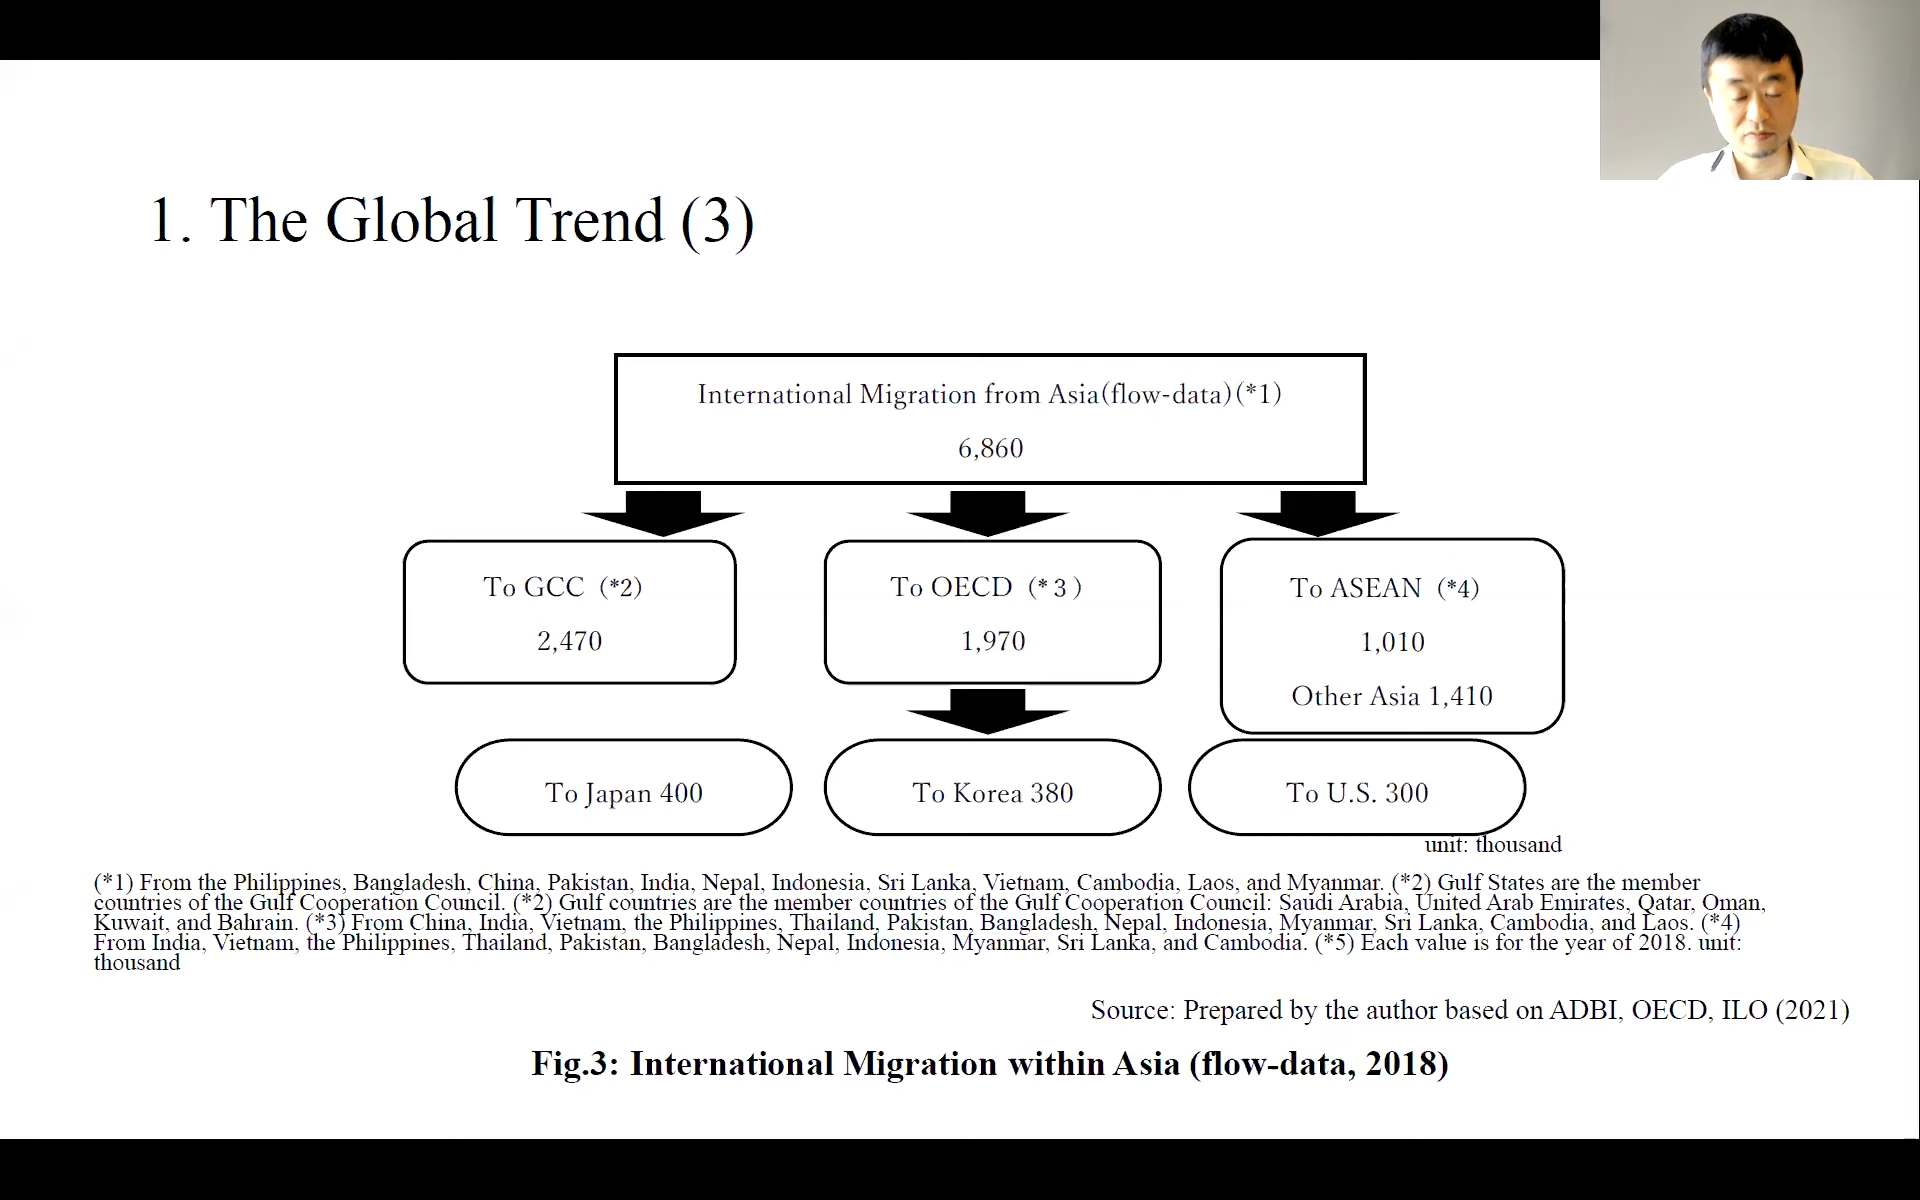 1. The Global Trend (3)
International Migration from Asia(flow-data)(*1)
6,860
To GCC (*2)
2,470
To OECD (*3)
1,970
To ASEAN (*4)
1,010
Other Asia 1,410
To Japan 400
To Korea 380
To U.S. 300
unit: thousand
(*1) From the Philippines, Bangladesh, China, Pakistan, India, Nepal, Indonesia, Sri Lanka, Vietnam, Cambodia, Laos, and Myanmar. (*2) Gulf States are the member
countries of the Gulf Cooperation Council. (*2) Gulf countries are the member countries of the Gulf Cooperation Council: Saudi Arabia, United Arab Emirates, Qatar, Oman,
Kuwait, and Bahrain. (*3) From China, India, Vietnam, the Philippines, Thailand, Pakistan, Bangladesh, Nepal, Indonesia, Myanmar, Sri Lanka, Cambodia, and Laos. (*4)
From India, Vietnam, the Philippines, Thailand, Pakistan, Bangladesh, Nepal, Indonesia, Myanmar, Sri Lanka, and Cambodia. (*5) Each value is for the year of 2018. unit:
thousand
Source: Prepared by the author based on ADBI, OECD, ILO (2021)
Fig.3: International Migration within Asia (flow-data, 2018)